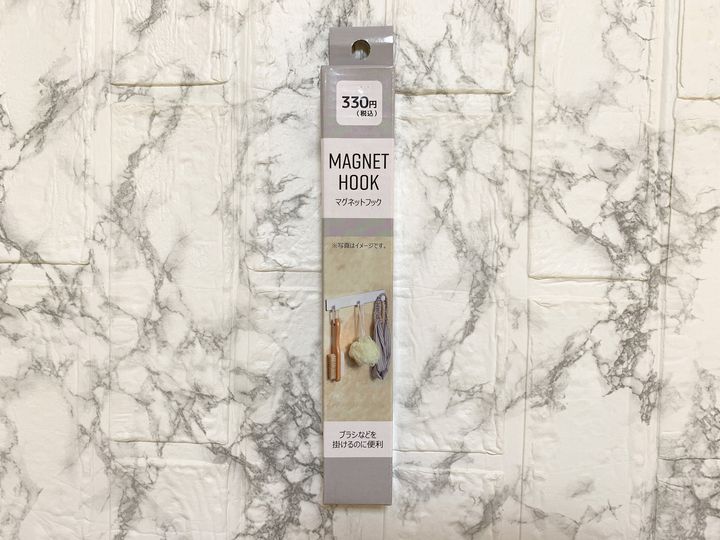 330円
(税込)
MAGNET
HOOK
マグネットフック
※写真はイメージです。
ブラシなどを
掛けるのに便利